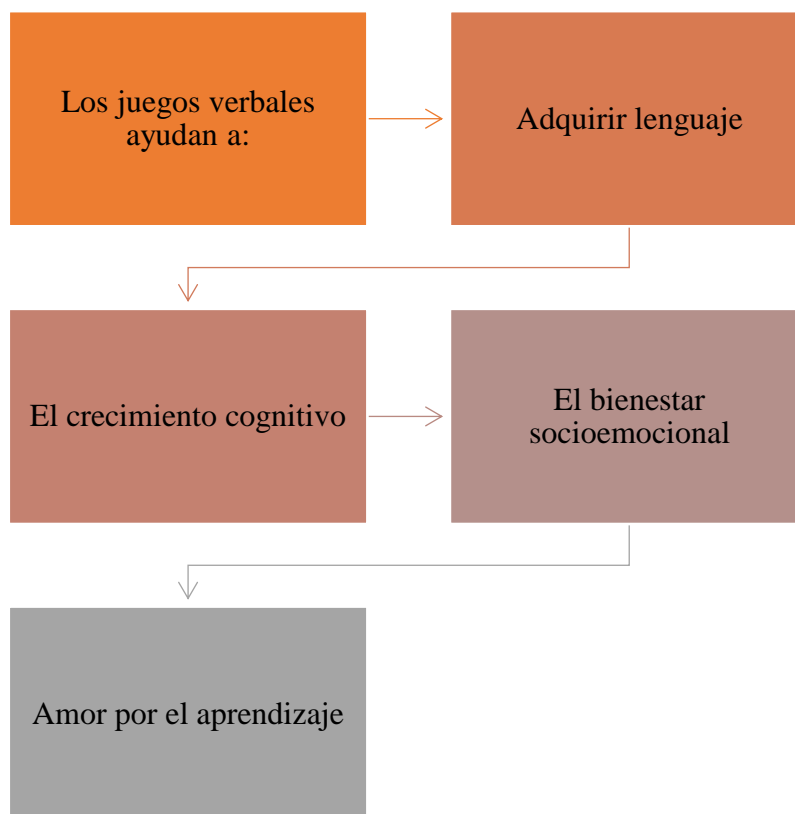 Los juegos verbales
ayudan a:
Adquirir lenguaje
El crecimiento cognitivo
El bienestar
socioemocional
Amor por el aprendizaje